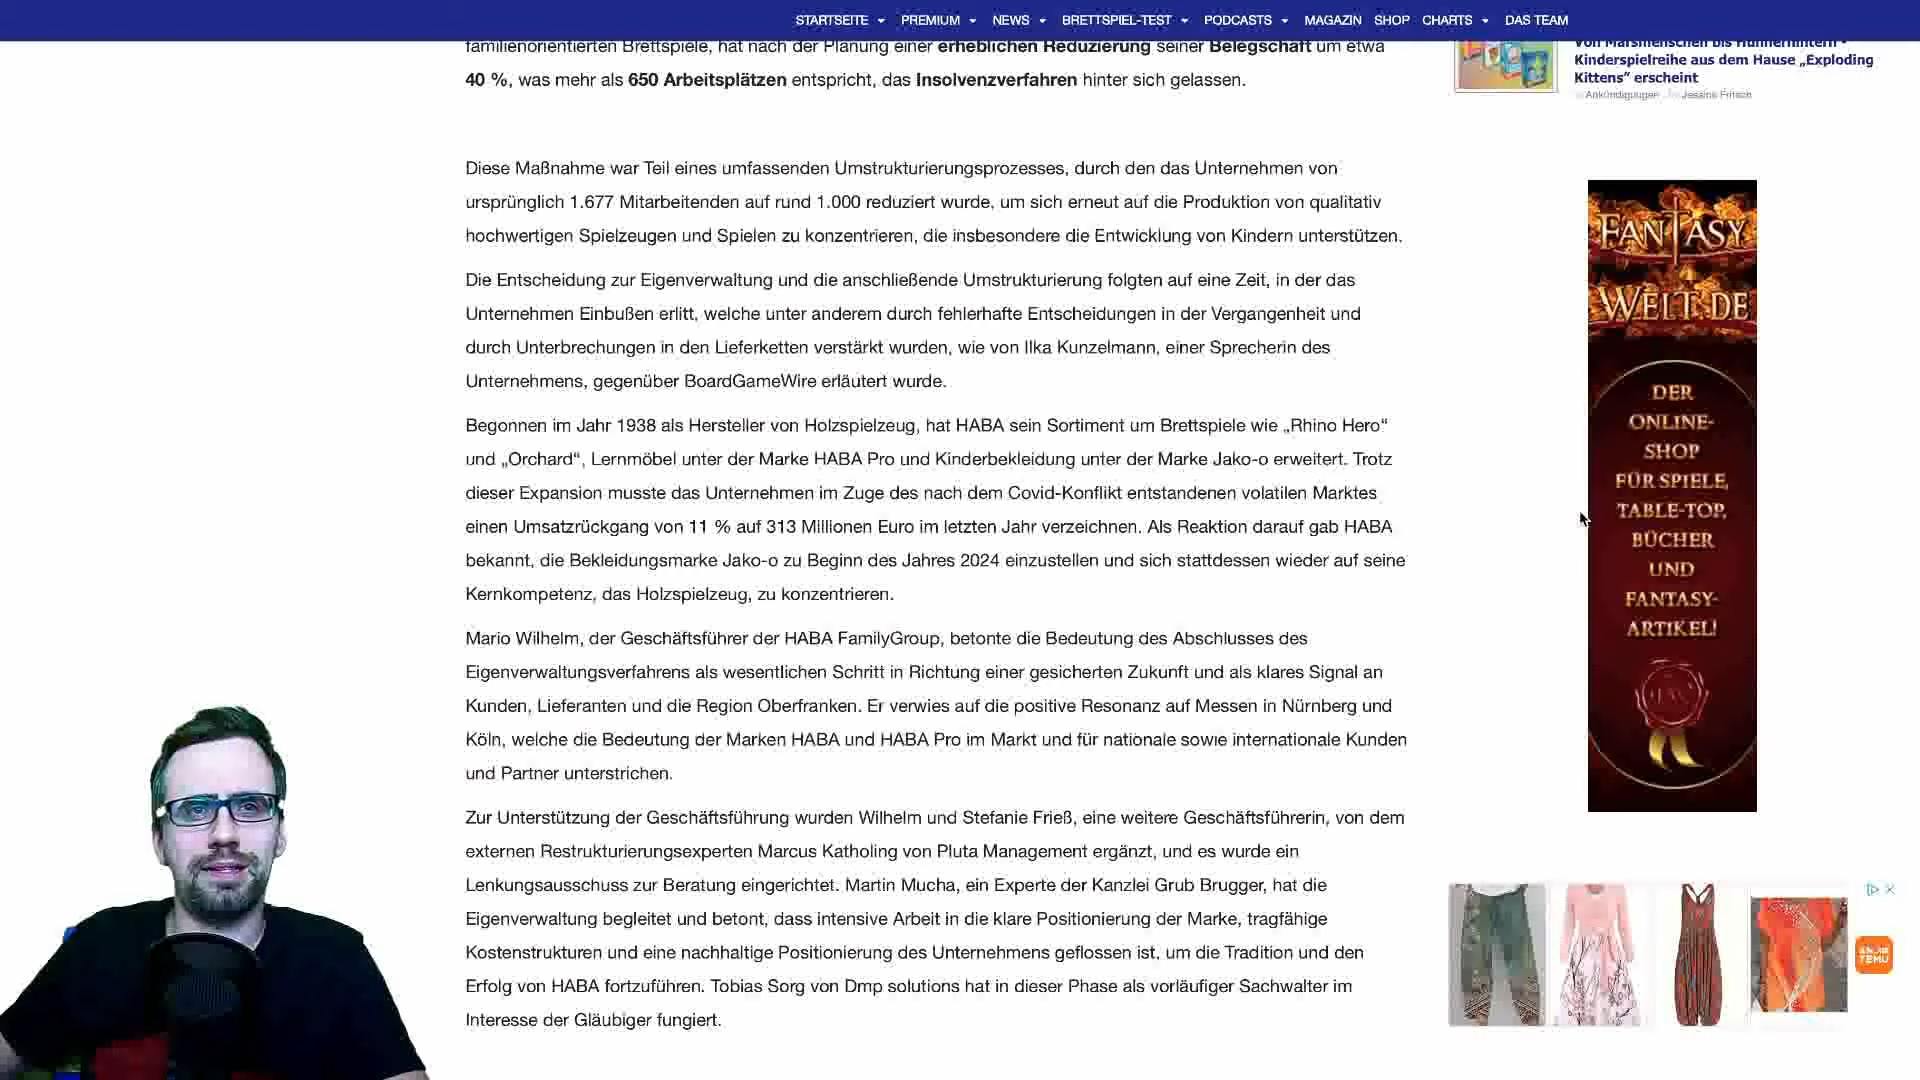 STARTSEITE PREMIUM NEWS BRETTSPIEL-TEST PODCASTS MAGAZIN SHOP CHARTS DAS TEAM
familienorientierten Brettspiele, hat nach der Planung einer erheblichen Reduzierung seiner Belegschaft um etwa
40 %, was mehr als 650 Arbeitsplätzen entspricht, das Insolvenzverfahren hinter sich gelassen.
Diese Maßnahme war Teil eines umfassenden Umstrukturierungsprozesses, durch den das Unternehmen von
ursprünglich 1.677 Mitarbeitenden auf rund 1.000 reduziert wurde, um sich erneut auf die Produktion von qualitativ
hochwertigen Spielzeugen und Spielen zu konzentrieren, die insbesondere die Entwicklung von Kindern unterstützen.
Die Entscheidung zur Eigenverwaltung und die anschließende Umstrukturierung folgten auf eine Zeit, in der das
Unternehmen Einbußen erlitt, welche unter anderem durch fehlerhafte Entscheidungen in der Vergangenheit und
durch Unterbrechungen in den Lieferketten verstärkt wurden, wie von Ilka Kunzelmann, einer Sprecherin des
Unternehmens, gegenüber BoardGameWire erläutert wurde.
Begonnen im Jahr 1938 als Hersteller von Holzspielzeug, hat HABA sein Sortiment um Brettspiele wie „Rhino Hero“
und „Orchard“, Lernmöbel unter der Marke HABA Pro und Kinderbekleidung unter der Marke Jako-o erweitert. Trotz
dieser Expansion musste das Unternehmen im Zuge des nach dem Covid-Konflikt entstandenen volatilen Marktes
einen Umsatzrückgang von 11 % auf 313 Millionen Euro im letzten Jahr verzeichnen. Als Reaktion darauf gab HABA
bekannt, die Bekleidungsmarke Jako-o zu Beginn des Jahres 2024 einzustellen und sich stattdessen wieder auf seine
Kernkompetenz, das Holzspielzeug, zu konzentrieren.
Mario Wilhelm, der Geschäftsführer der HABA FamilyGroup, betonte die Bedeutung des Abschlusses des
Eigenverwaltungsverfahrens als wesentlichen Schritt in Richtung einer gesicherten Zukunft und als klares Signal an
Kunden, Lieferanten und die Region Oberfranken. Er verwies auf die positive Resonanz auf Messen in Nürnberg und
Köln, welche die Bedeutung der Marken HABA und HABA Pro im Markt und für nationale sowie internationale Kunden
und Partner unterstrichen.
Zur Unterstützung der Geschäftsführung wurden Wilhelm und Stefanie Frieß, eine weitere Geschäftsführerin, von dem
externen Restrukturierungsexperten Marcus Katholing von Pluta Management ergänzt, und es wurde ein
Lenkungsausschuss zur Beratung eingerichtet. Martin Mucha, ein Experte der Kanzlei Grub Brugger, hat die
Eigenverwaltung begleitet und betont, dass intensive Arbeit in die klare Positionierung der Marke, tragfähige
Kostenstrukturen und eine nachhaltige Positionierung des Unternehmens geflossen ist, um die Tradition und den
Erfolg von HABA fortzuführen. Tobias Sorg von Dmp solutions hat in dieser Phase als vorläufiger Sachwalter im
Interesse der Gläubiger fungiert.
Von Marsmenschen bis Hühnerhintern -
Kinderspielreihe aus dem Hause „Exploding
Kittens“ erscheint
Ankündigungen Jessina Fritsch
FANTASY
WELT.DE
DER
ONLINE-
SHOP
FÜR SPIELE,
TABLE-TOP,
BÜCHER
UND
FANTASY-
ARTIKEL!
TEMU